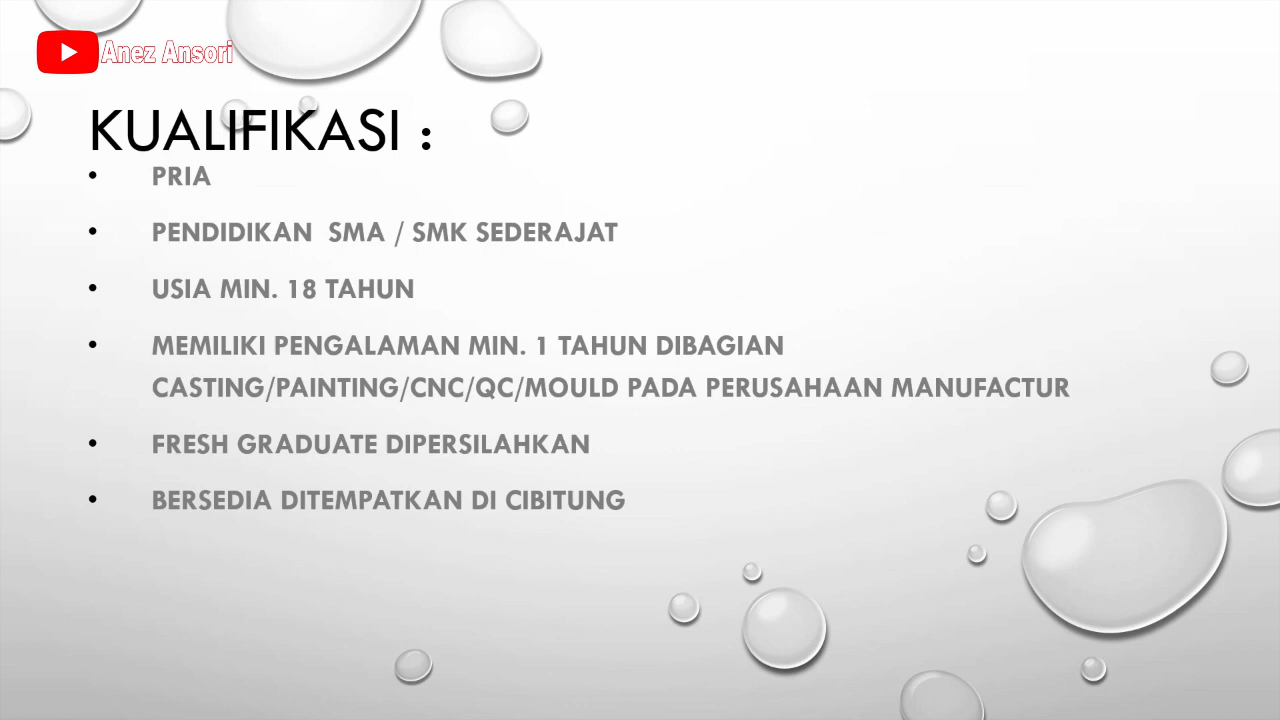 Anez Ansori
KUALIFIKASI :
• PRIA
• PENDIDIKAN SMA / SMK SEDERAJAT
• USIA MIN. 18 TAHUN
• MEMILIKI PENGALAMAN MIN. 1 TAHUN DIBAGIAN
CASTING/PAINTING/CNC/QC/MOULD PADA PERUSAHAAN MANUFACTUR
• FRESH GRADUATE DIPERSILAHKAN
• BERSEDIA DITEMPATKAN DI CIBITUNG